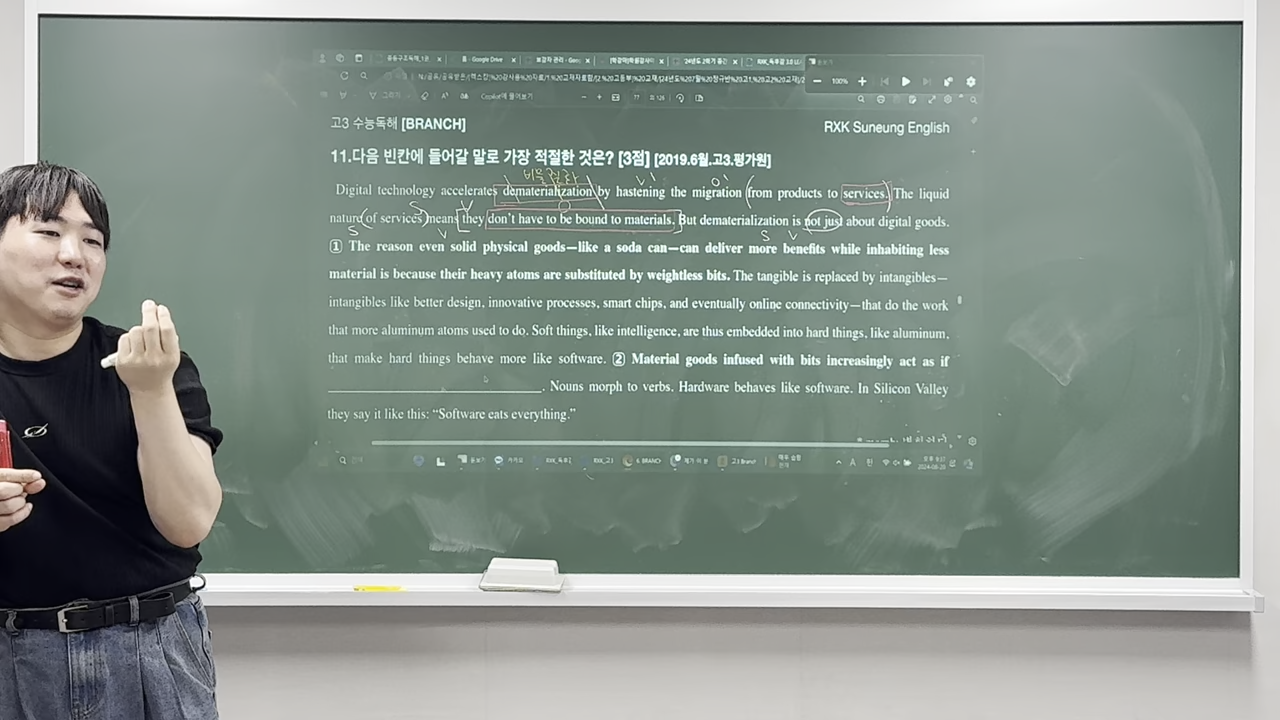 - Google Drive
100%
고3 수능독해 [BRANCH]
RXK Suneung English
11.다음 빈칸에 들어갈 말로 가장 적절한 것은? [3점] [2019.6월.고3.평가원]
비물질화
Digital technology accelerates dematerialization by hastening the migration from products to services. The liquid
nature of services means they don't have to be bound to materials. But dematerialization is not just about digital goods.
① The reason even solid physical goods—like a soda can—can deliver more benefits while inhabiting less
material is because their heavy atoms are substituted by weightless bits. The tangible is replaced by intangibles—
intangibles like better design, innovative processes, smart chips, and eventually online connectivity—that do the work
that more aluminum atoms used to do. Soft things, like intelligence, are thus embedded into hard things, like aluminum,
that make hard things behave more like software. ② Material goods infused with bits increasingly act as if
____________________. Nouns morph to verbs. Hardware behaves like software. In Silicon Valley
they say it like this: “Software eats everything.”